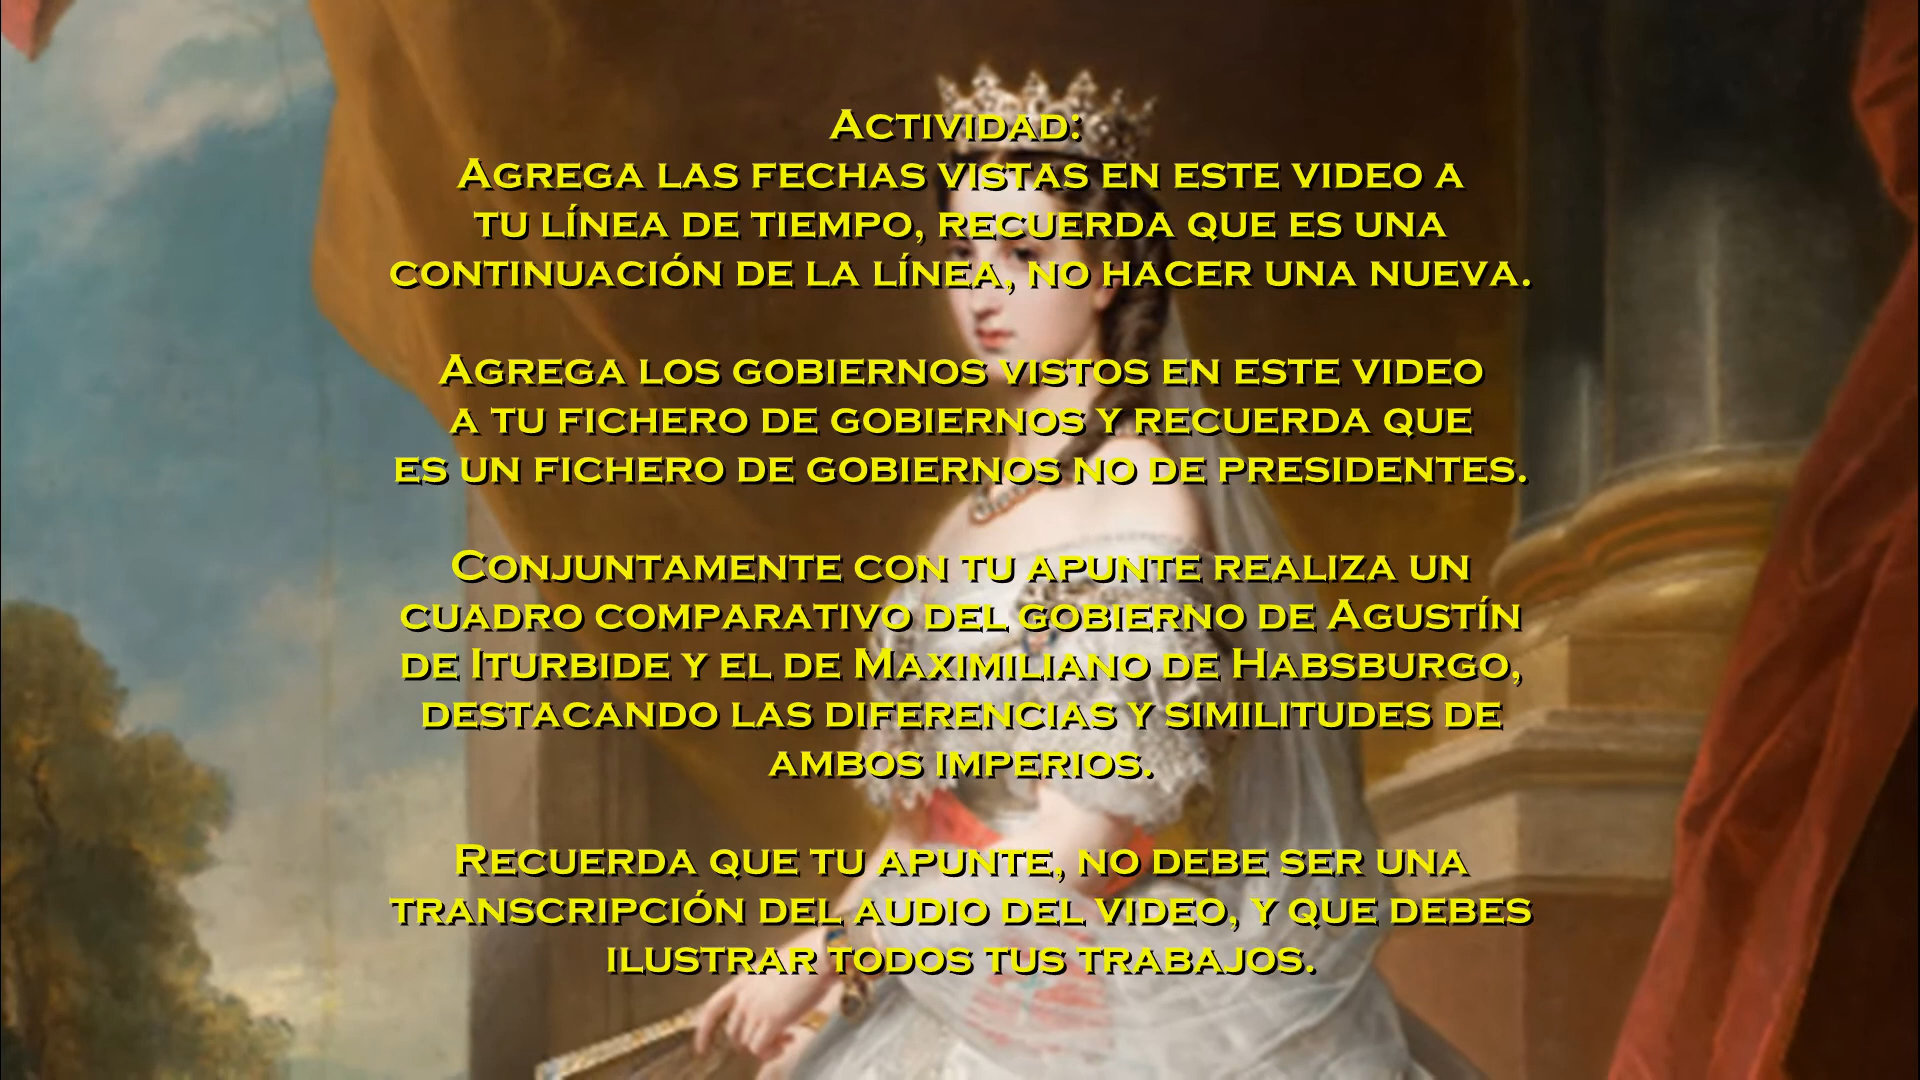 Actividad:
Agrega las fechas vistas en este video a
tu línea de tiempo, recuerda que es una
continuación de la línea, no hacer una nueva.
Agrega los gobiernos vistos en este video
a tu fichero de gobiernos y recuerda que
es un fichero de gobiernos no de presidentes.
Conjuntamente con tu apunte realiza un
cuadro comparativo del gobierno de Agustín
de Iturbide y el de Maximiliano de Habsburgo,
destacando las diferencias y similitudes de
ambos imperios.
Recuerda que tu apunte, no debe ser una
transcripción del audio del video, y que debes
ilustrar todos tus trabajos.